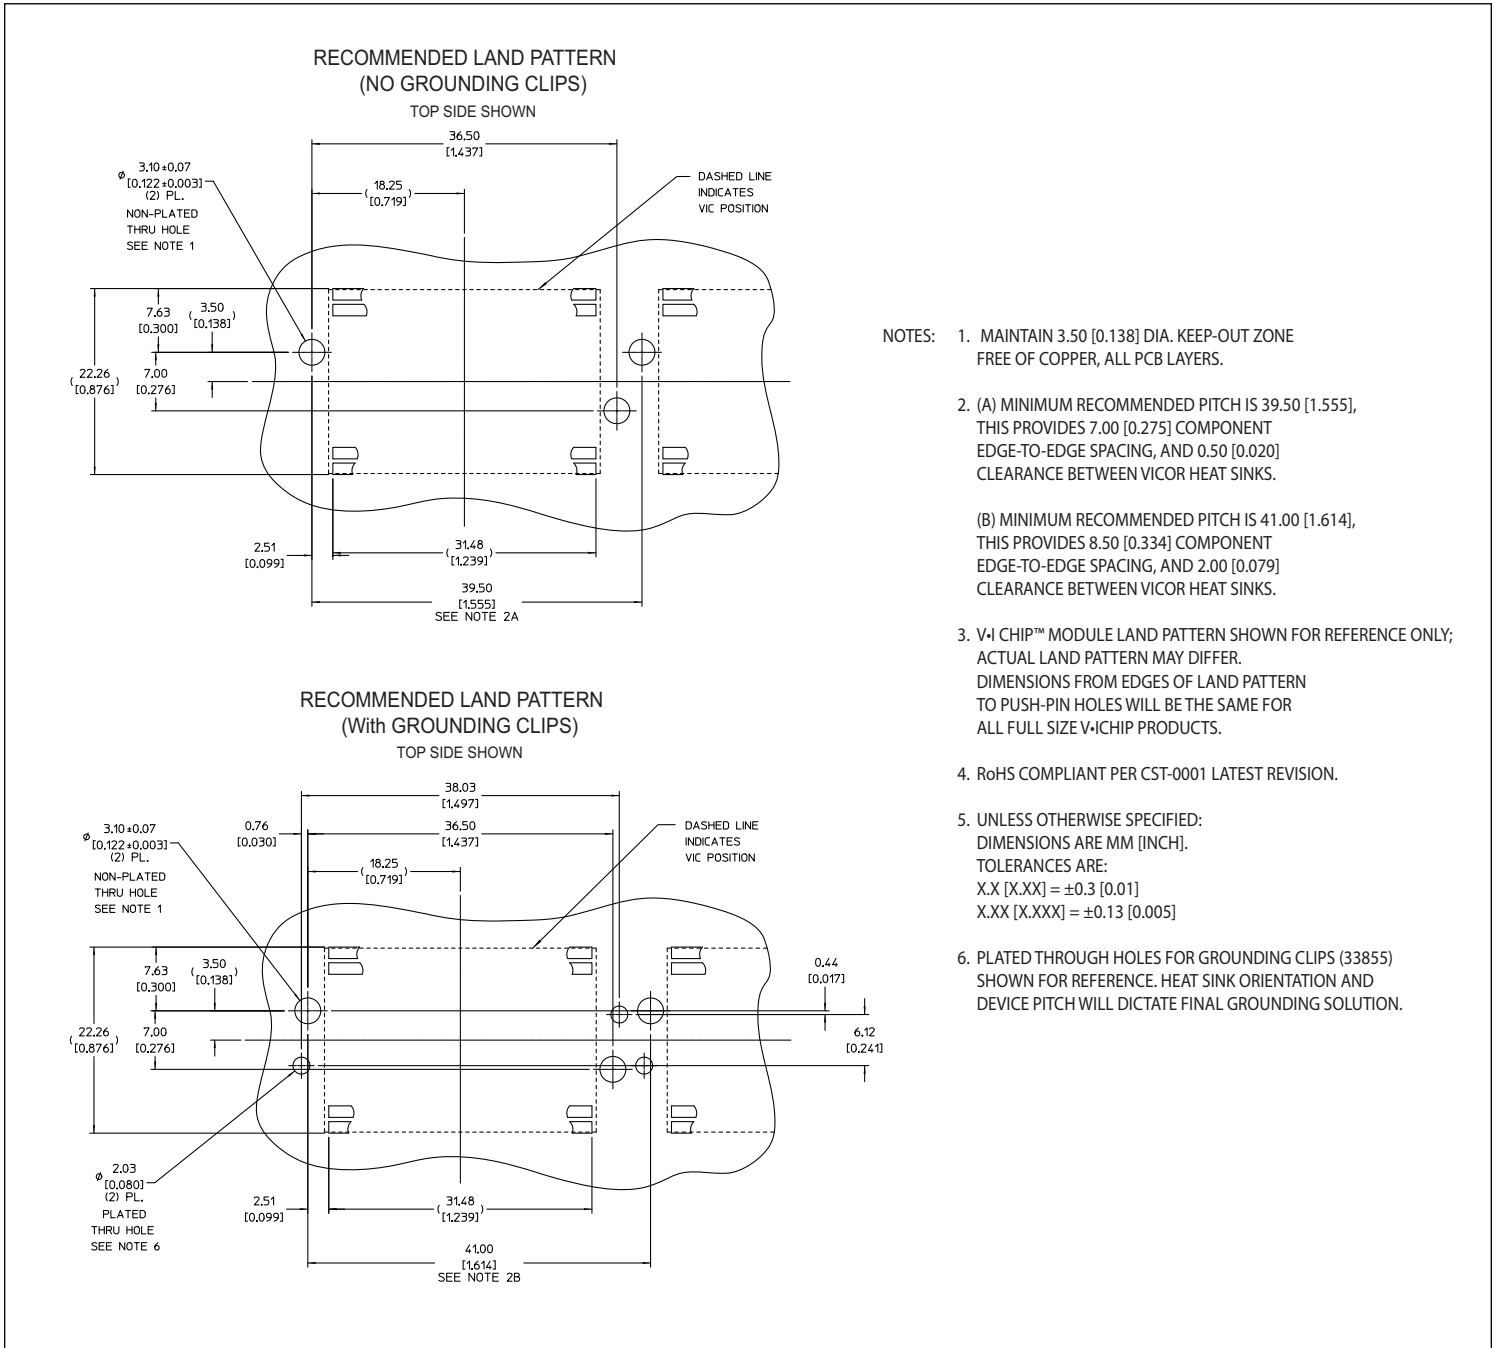 RECOMMENDED LAND PATTERN
(NO GROUNDING CLIPS)
TOP SIDE SHOWN
36.50
[1.437]
ø 3.10±0.07
[0.122±0.003]
(2) PL.
NON-PLATED
THRU HOLE
SEE NOTE 1
(18.25
[0.719])
DASHED LINE
INDICATES
VIC POSITION
7.63
[0.300]
(3.50
[0.138])
(22.26
[0.876])
7.00
[0.276]
2.51
[0.099]
(31.48
[1.239])
39.50
[1.555]
SEE NOTE 2A
RECOMMENDED LAND PATTERN
(With GROUNDING CLIPS)
TOP SIDE SHOWN
38.03
[1.497]
0.76
[0.030]
36.50
[1.437]
ø 3.10±0.07
[0.122±0.003]
(2) PL.
NON-PLATED
THRU HOLE
SEE NOTE 1
(18.25
[0.719])
DASHED LINE
INDICATES
VIC POSITION
7.63
[0.300]
(3.50
[0.138])
0.44
[0.017]
(22.26
[0.876])
7.00
[0.276]
6.12
[0.241]
ø 2.03
[0.080]
(2) PL.
PLATED
THRU HOLE
SEE NOTE 6
2.51
[0.099]
(31.48
[1.239])
41.00
[1.614]
SEE NOTE 2B
NOTES: 1. MAINTAIN 3.50 [0.138] DIA. KEEP-OUT ZONE
FREE OF COPPER, ALL PCB LAYERS.
2. (A) MINIMUM RECOMMENDED PITCH IS 39.50 [1.555],
THIS PROVIDES 7.00 [0.275] COMPONENT
EDGE-TO-EDGE SPACING, AND 0.50 [0.020]
CLEARANCE BETWEEN VICOR HEAT SINKS.
(B) MINIMUM RECOMMENDED PITCH IS 41.00 [1.614],
THIS PROVIDES 8.50 [0.334] COMPONENT
EDGE-TO-EDGE SPACING, AND 2.00 [0.079]
CLEARANCE BETWEEN VICOR HEAT SINKS.
3. V•I CHIP™ MODULE LAND PATTERN SHOWN FOR REFERENCE ONLY;
ACTUAL LAND PATTERN MAY DIFFER.
DIMENSIONS FROM EDGES OF LAND PATTERN
TO PUSH-PIN HOLES WILL BE THE SAME FOR
ALL FULL SIZE V•ICHIP PRODUCTS.
4. RoHS COMPLIANT PER CST-0001 LATEST REVISION.
5. UNLESS OTHERWISE SPECIFIED:
DIMENSIONS ARE MM [INCH].
TOLERANCES ARE:
X.X [X.XX] = ±0.3 [0.01]
X.XX [X.XXX] = ±0.13 [0.005]
6. PLATED THROUGH HOLES FOR GROUNDING CLIPS (33855)
SHOWN FOR REFERENCE. HEAT SINK ORIENTATION AND
DEVICE PITCH WILL DICTATE FINAL GROUNDING SOLUTION.